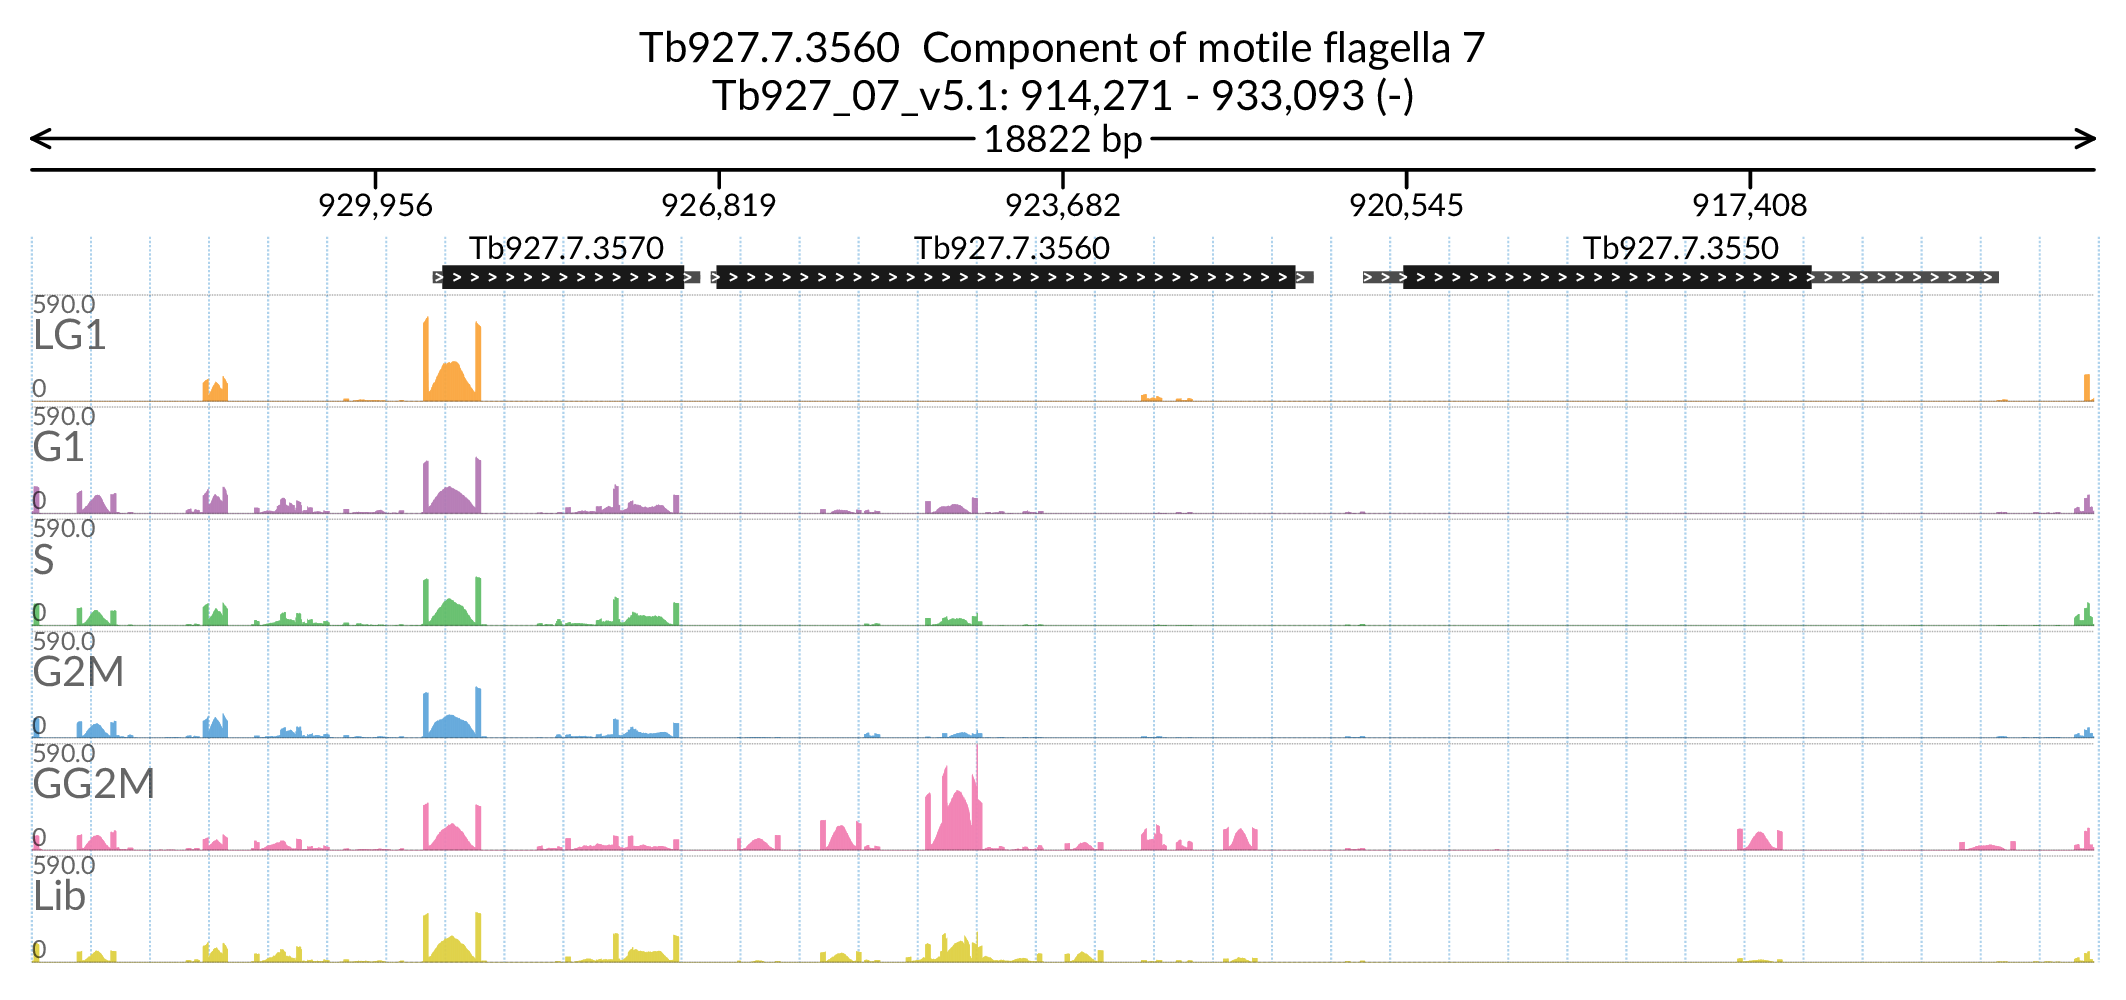 Tb927.7.3560 Component of motile flagella 7
Tb927_07_v5.1: 914,271 - 933,093 (-)
18822 bp
929,956 926,819 923,682 920,545 917,408
Tb927.7.3570 Tb927.7.3560 Tb927.7.3550
590.0
LG1
0
590.0
G1
0
590.0
S
0
590.0
G2M
0
590.0
GG2M
0
590.0
Lib
0